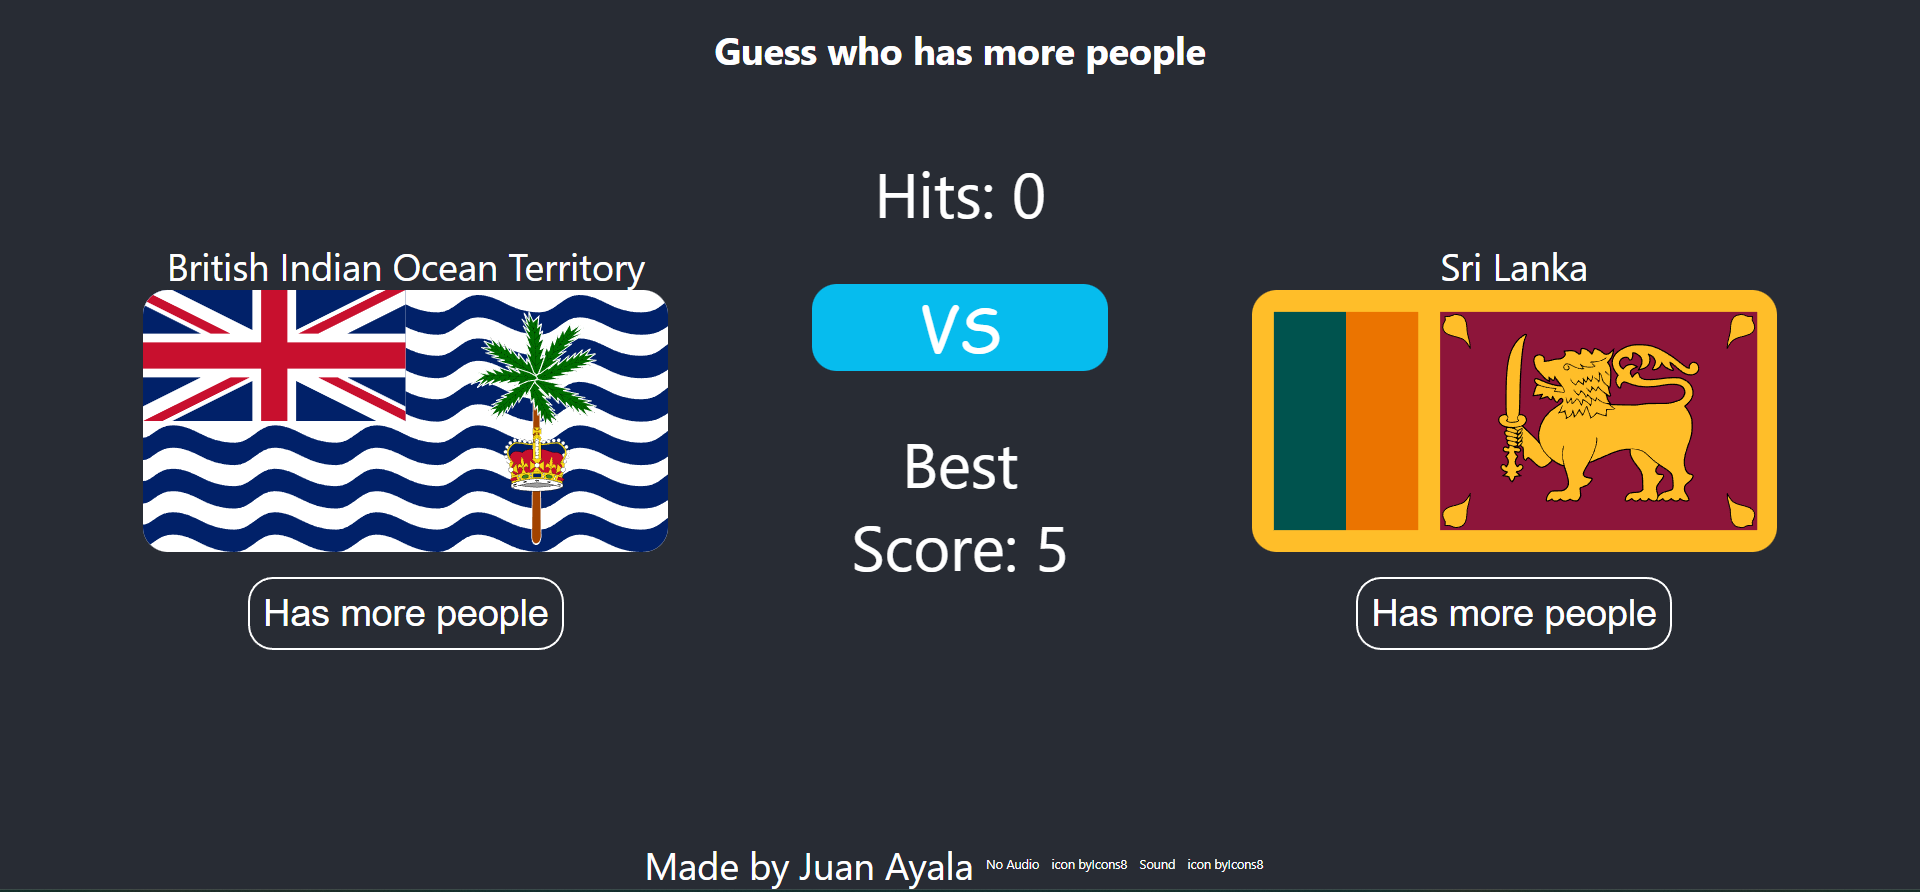 Guess who has more people
British Indian Ocean Territory
Has more people
Hits: 0
VS
Best
Score: 5
Sri Lanka
Has more people
Made by Juan Ayala No Audio icon byIcons8 Sound icon byIcons8